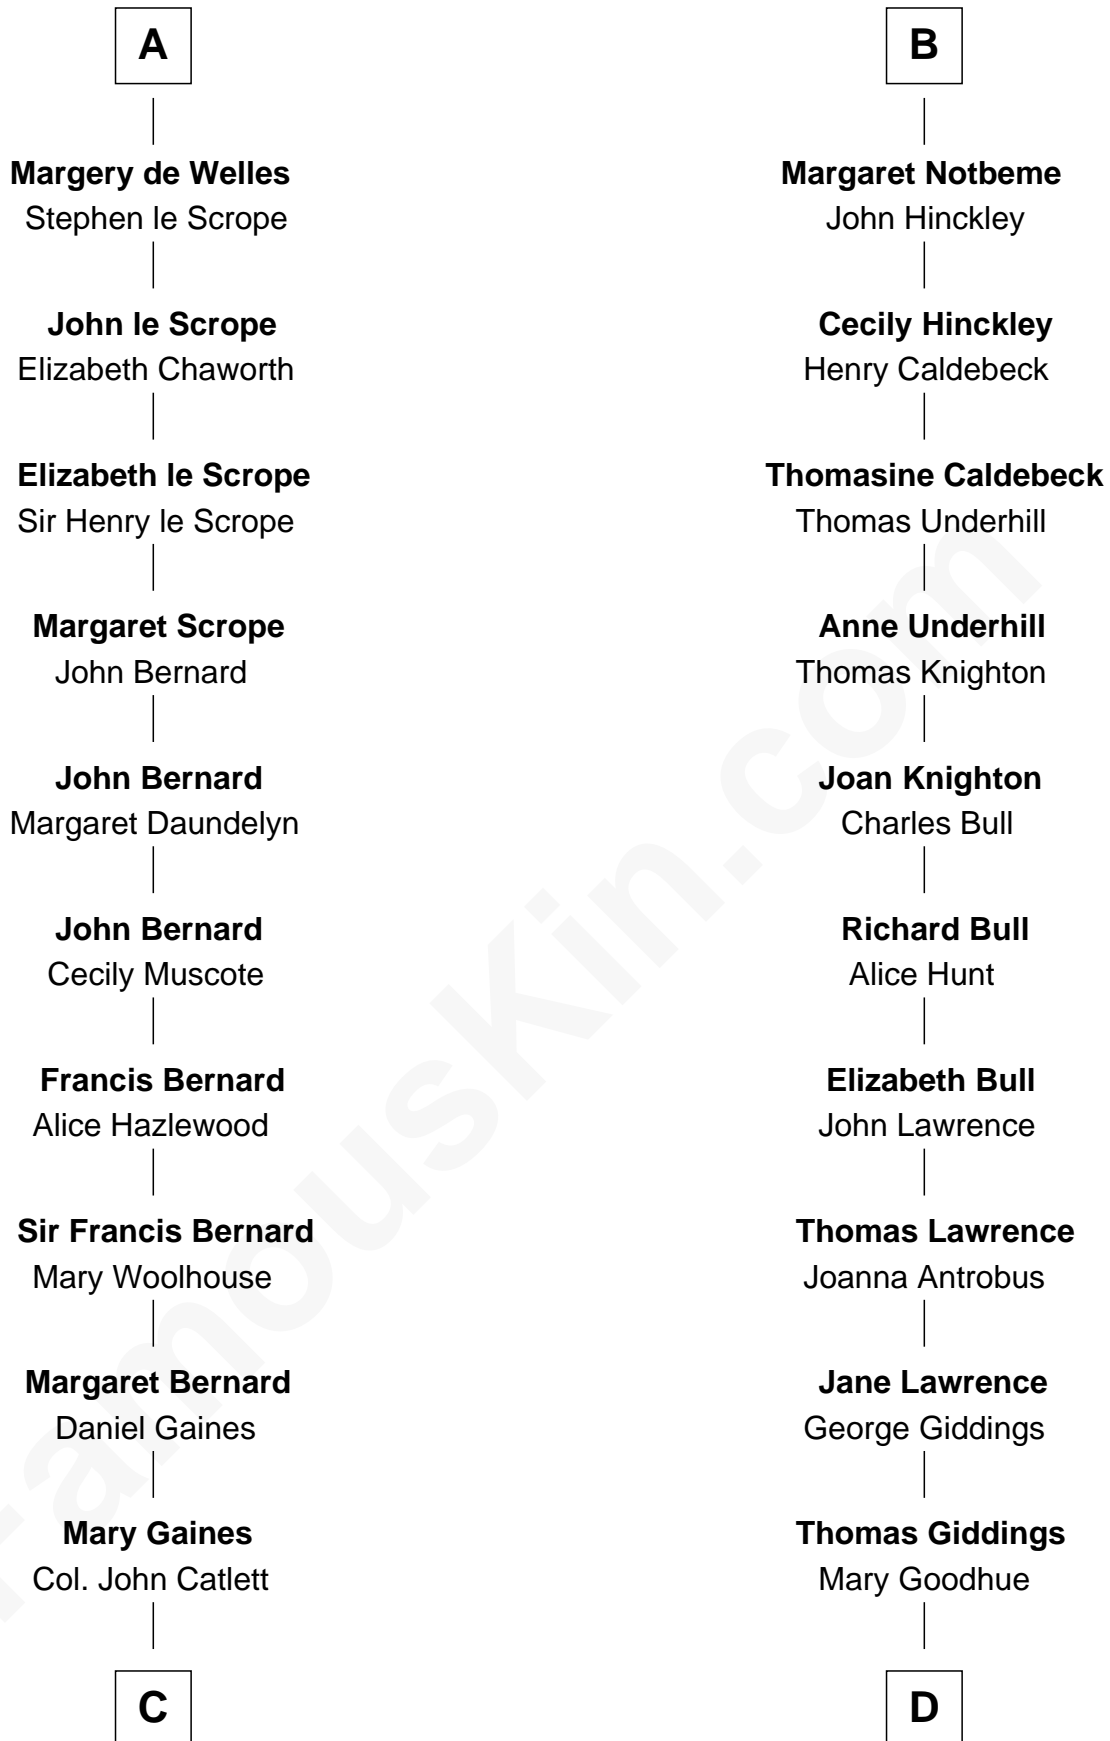 A
Margery de Welles
Stephen le Scrope
John le Scrope
Elizabeth Chaworth
Elizabeth le Scrope
Sir Henry le Scrope
Margaret Scrope
John Bernard
John Bernard
Margaret Daundelyn
John Bernard
Cecily Muscote
Francis Bernard
Alice Hazlewood
Sir Francis Bernard
Mary Woolhouse
Margaret Bernard
Daniel Gaines
Mary Gaines
Col. John Catlett
C
B
Margaret Notbeme
John Hinckley
Cecily Hinckley
Henry Caldebeck
Thomasine Caldebeck
Thomas Underhill
Anne Underhill
Thomas Knighton
Joan Knighton
Charles Bull
Richard Bull
Alice Hunt
Elizabeth Bull
John Lawrence
Thomas Lawrence
Joanna Antrobus
Jane Lawrence
George Giddings
Thomas Giddings
Mary Goodhue
D
FamousKin.com